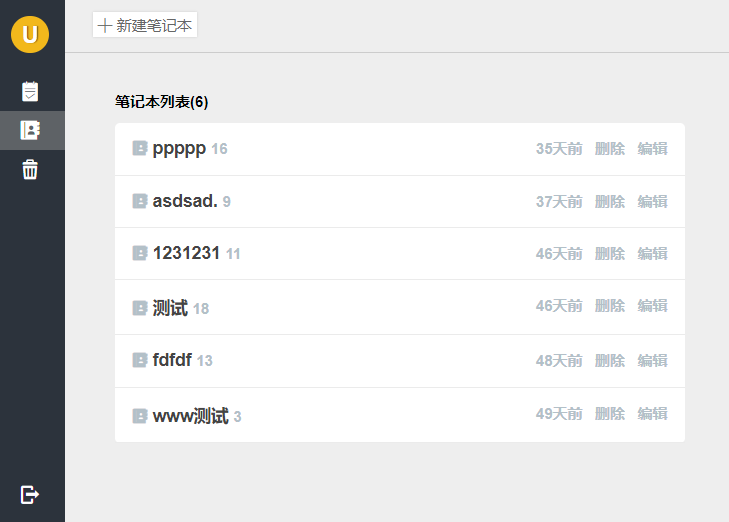 U
新建笔记本
笔记本列表(6)
ppppp 16 35天前 删除 编辑
asdsad. 9 37天前 删除 编辑
1231231 11 46天前 删除 编辑
测试 18 46天前 删除 编辑
fdfdf 13 48天前 删除 编辑
www测试 3 49天前 删除 编辑